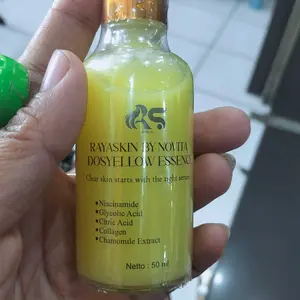 RS
RAYASKIN BY NOVITA
DOSYELLOW ESSENCE
Clear skin starts with the right serum
•Niacinamide
•Glycolic Acid
•Citric Acid
•Collagen
•Chamomile Extract
Netto : 50 ml